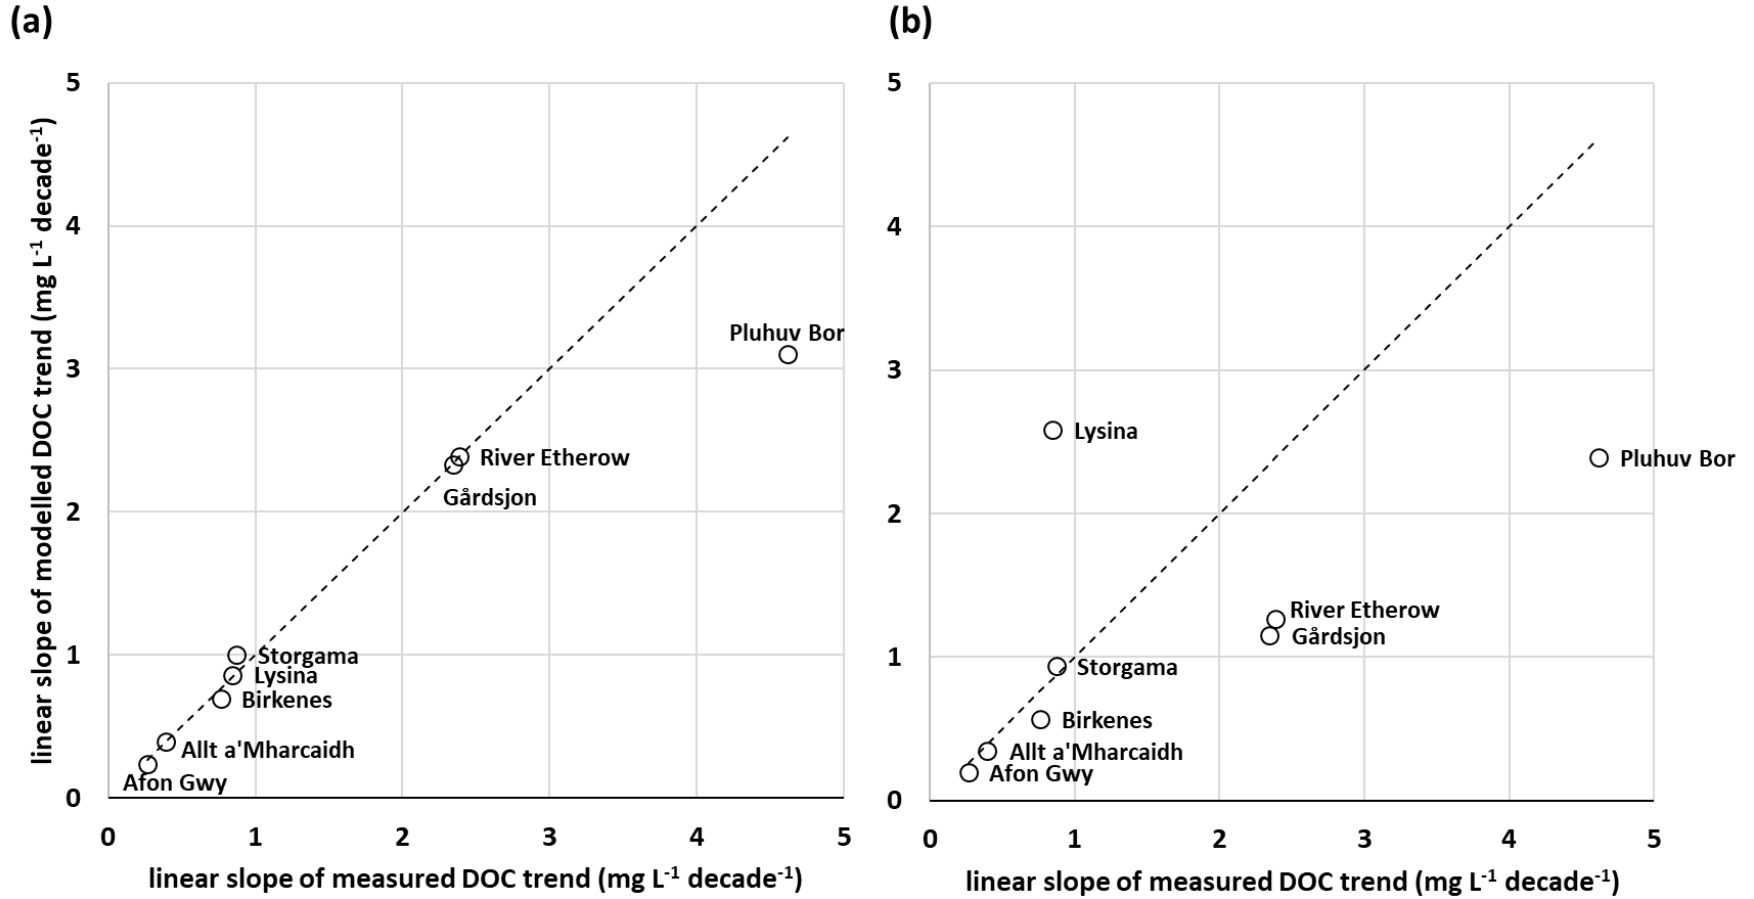 (a)
linear slope of modelled DOC trend (mg L⁻¹ decade⁻¹)
5
4
3
2
1
0
Pluhuv Bor
River Etherow
Gårdsjon
Storgama
Lysina
Birkenes
Allt a'Mharcaidh
Afon Gwy
0 1 2 3 4 5
linear slope of measured DOC trend (mg L⁻¹ decade⁻¹)
(b)
5
4
3
2
1
0
Lysina
Pluhuv Bor
River Etherow
Gårdsjon
Storgama
Birkenes
Allt a'Mharcaidh
Afon Gwy
0 1 2 3 4 5
linear slope of measured DOC trend (mg L⁻¹ decade⁻¹)